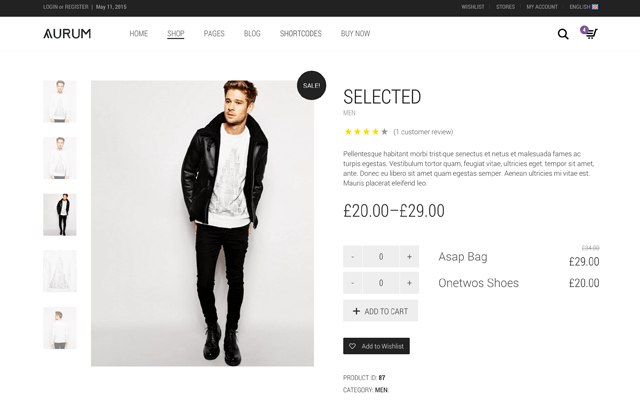 LOGIN or REGISTER | May 11, 2015
WISHLIST | STORES | MY ACCOUNT | ENGLISH
AURUM
HOME SHOP PAGES BLOG SHORTCODES BUY NOW
4
SALE!
SELECTED
MEN
(1 customer review)
Pellentesque habitant morbi tristique senectus et netus et malesuada fames ac
turpis egestas. Vestibulum tortor quam, feugiat vitae, ultricies eget, tempor sit amet,
ante. Donec eu libero sit amet quam egestas semper. Aenean ultricies mi vitae est.
Mauris placerat eleifend leo.
£20.00–£29.00
£34.00
- 0 + Asap Bag £29.00
- 0 + Onetwos Shoes £20.00
+ ADD TO CART
Add to Wishlist
PRODUCT ID: 87
CATEGORY: MEN.